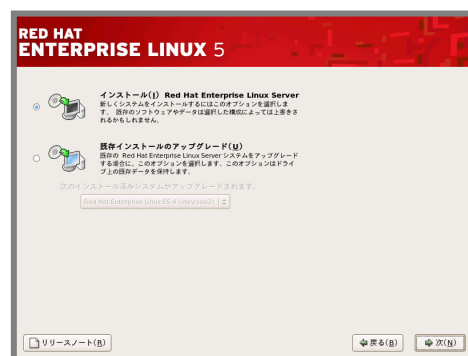 RED HAT
ENTERPRISE LINUX 5
インストール(I) Red Hat Enterprise Linux Server
新しくシステムをインストールするにはこのオプションを選択しま
す。 既存のソフトウェアやデータは選択した構成によっては上書きさ
れるかもしれません。
既存インストールのアップグレード(U)
既存の Red Hat Enterprise Linux Server システムをアップグレード
する場合に、このオプションを選択します。このオプションはドライ
ブ上の既存データを保持します。
次のインストール済みシステムがアップグレードされます。
Red Hat Enterprise Linux ES 4 (/dev/sda2)
リリースノート(R)
戻る(B)
次(N)